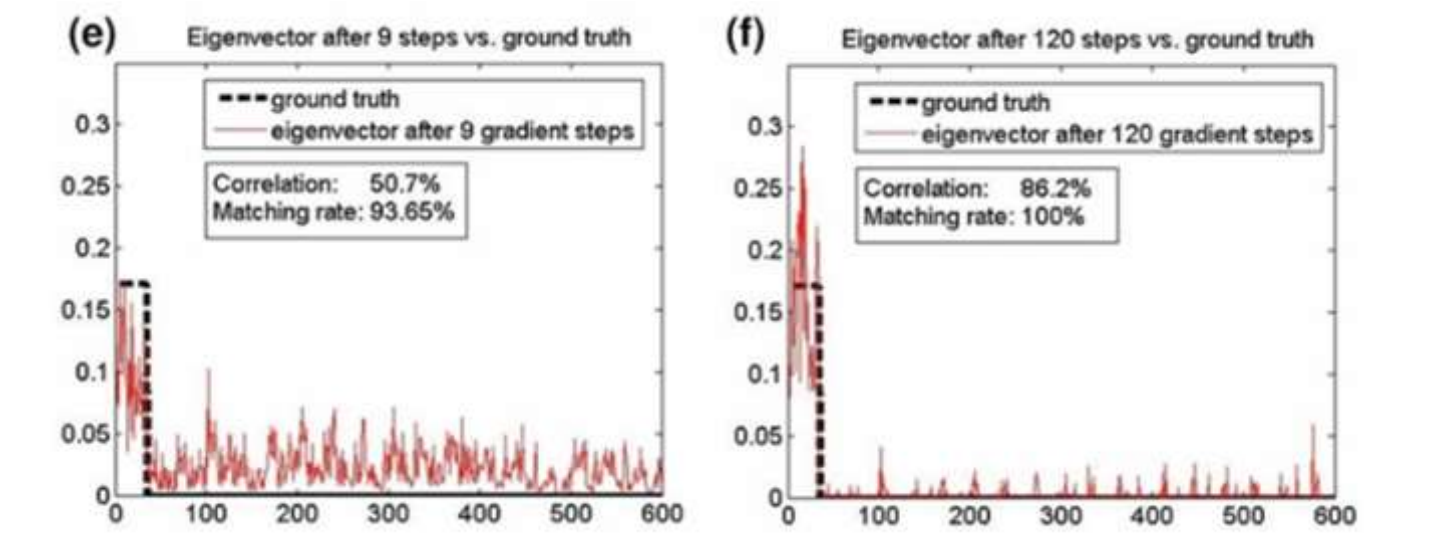 (e)
Eigenvector after 9 steps vs. ground truth
ground truth
eigenvector after 9 gradient steps
Correlation: 50.7%
Matching rate: 93.65%
0.3
0.25
0.2
0.15
0.1
0.05
0
0 100 200 300 400 500 600
(f)
Eigenvector after 120 steps vs. ground truth
ground truth
eigenvector after 120 gradient steps
Correlation: 86.2%
Matching rate: 100%
0.3
0.25
0.2
0.15
0.1
0.05
0
0 100 200 300 400 500 600